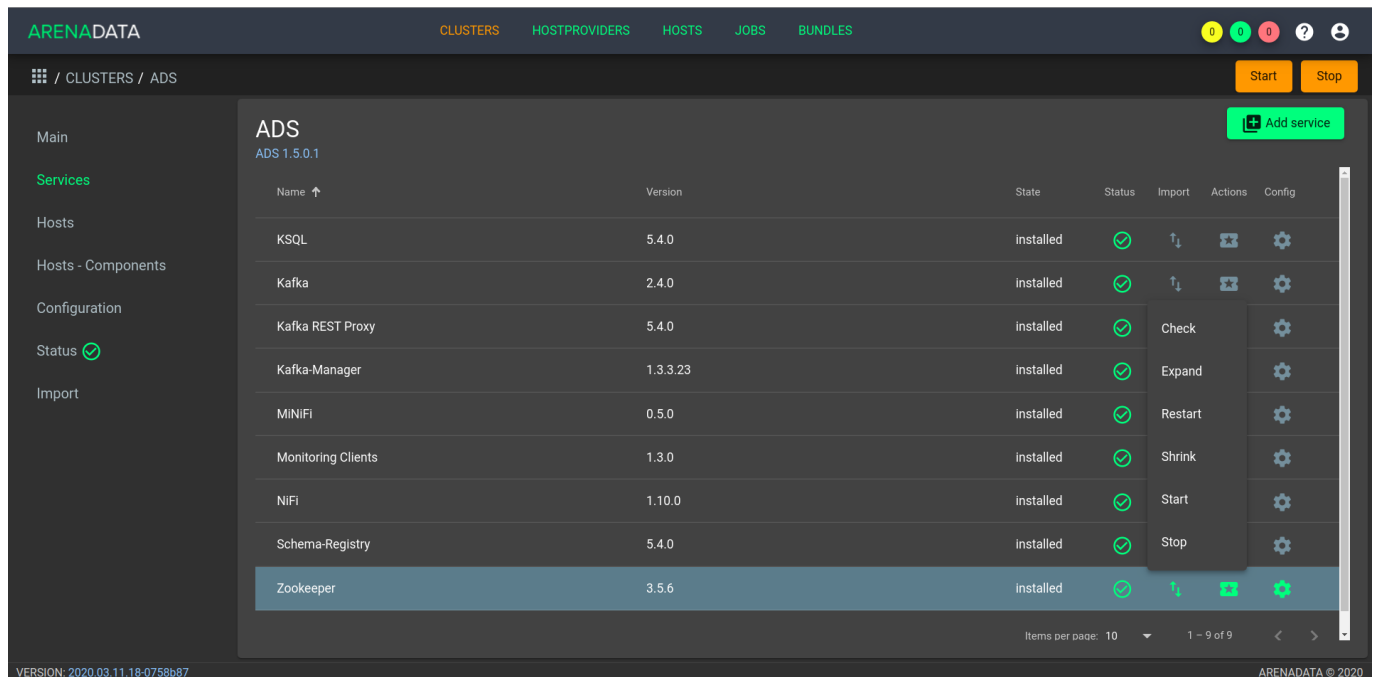 ARENADATA CLUSTERS HOSTPROVIDERS HOSTS JOBS BUNDLES 0 0 0 ?
/ CLUSTERS / ADS Start Stop
Main
Services
Hosts
Hosts - Components
Configuration
Status
Import
ADS
ADS 1.5.0.1
Add service
Name Version State Status Import Actions Config
KSQL 5.4.0 installed
Kafka 2.4.0 installed
Kafka REST Proxy 5.4.0 installed
Kafka-Manager 1.3.3.23 installed
MiNiFi 0.5.0 installed
Monitoring Clients 1.3.0 installed
NiFi 1.10.0 installed
Schema-Registry 5.4.0 installed
Zookeeper 3.5.6 installed
Check
Expand
Restart
Shrink
Start
Stop
Items per page: 10 1 – 9 of 9
VERSION: 2020.03.11.18-0758b87 ARENADATA © 2020